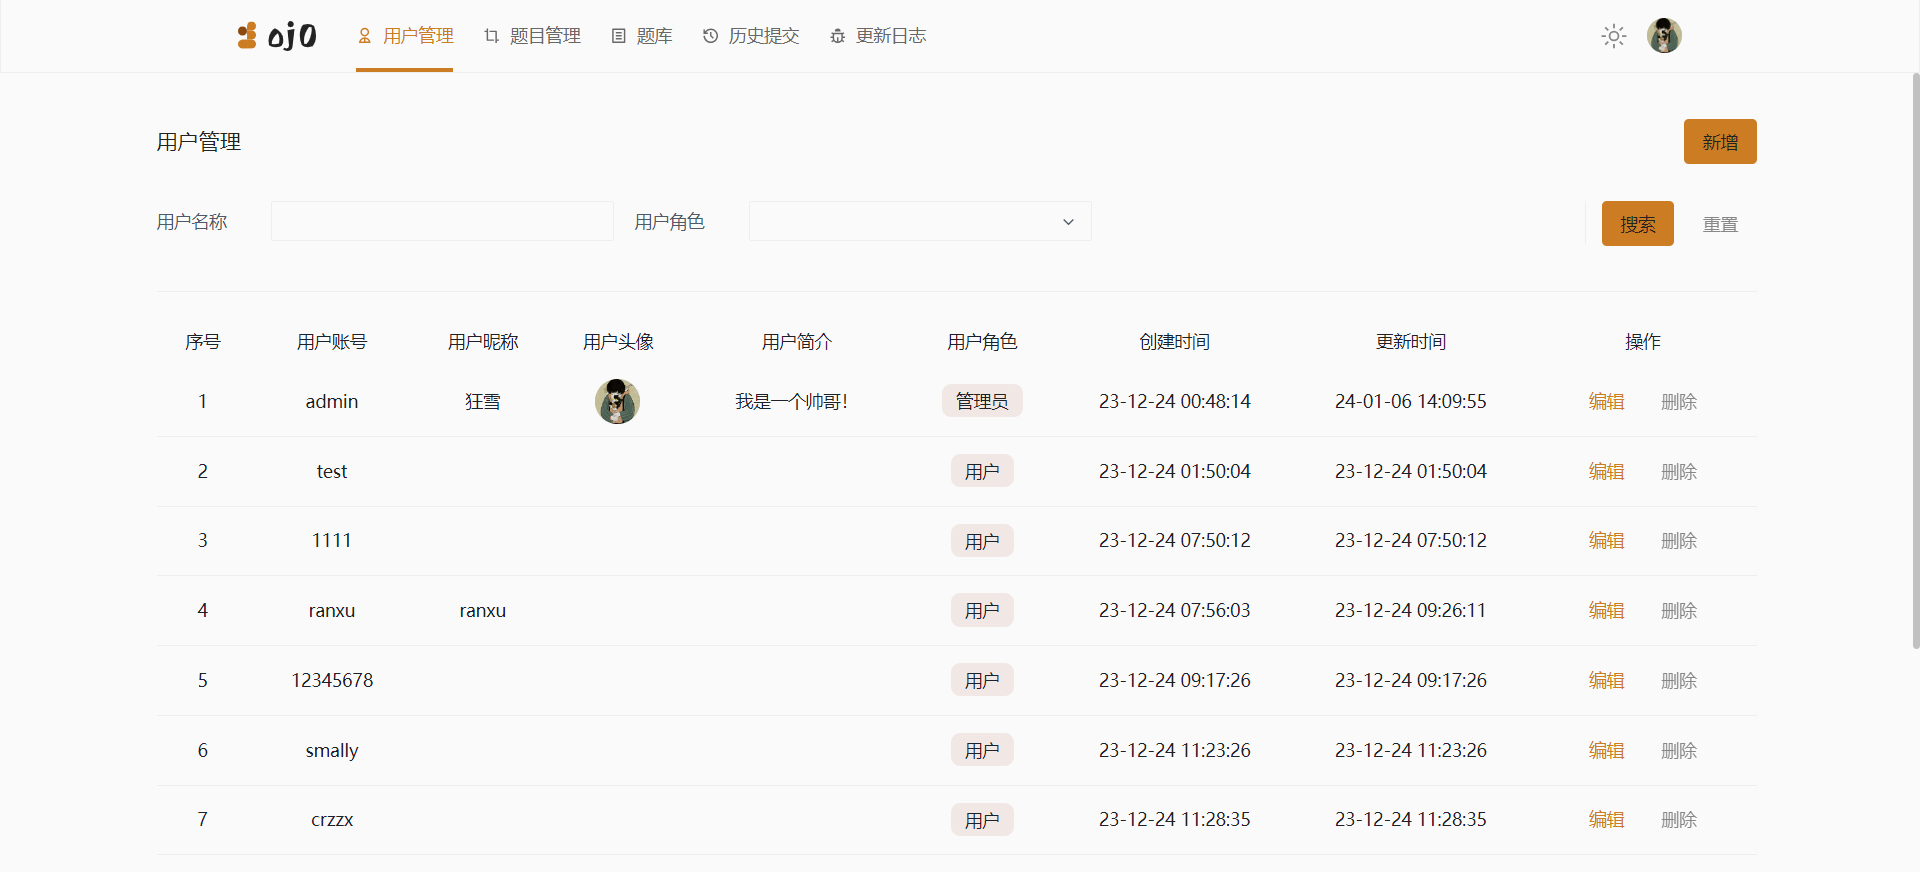 ojo 用户管理 题目管理 题库 历史提交 更新日志
用户管理 新增
用户名称 用户角色 搜索 重置
序号 用户账号 用户昵称 用户头像 用户简介 用户角色 创建时间 更新时间 操作
1 admin 狂雪 我是一个帅哥! 管理员 23-12-24 00:48:14 24-01-06 14:09:55 编辑 删除
2 test 用户 23-12-24 01:50:04 23-12-24 01:50:04 编辑 删除
3 1111 用户 23-12-24 07:50:12 23-12-24 07:50:12 编辑 删除
4 ranxu ranxu 用户 23-12-24 07:56:03 23-12-24 09:26:11 编辑 删除
5 12345678 用户 23-12-24 09:17:26 23-12-24 09:17:26 编辑 删除
6 smally 用户 23-12-24 11:23:26 23-12-24 11:23:26 编辑 删除
7 crzzx 用户 23-12-24 11:28:35 23-12-24 11:28:35 编辑 删除